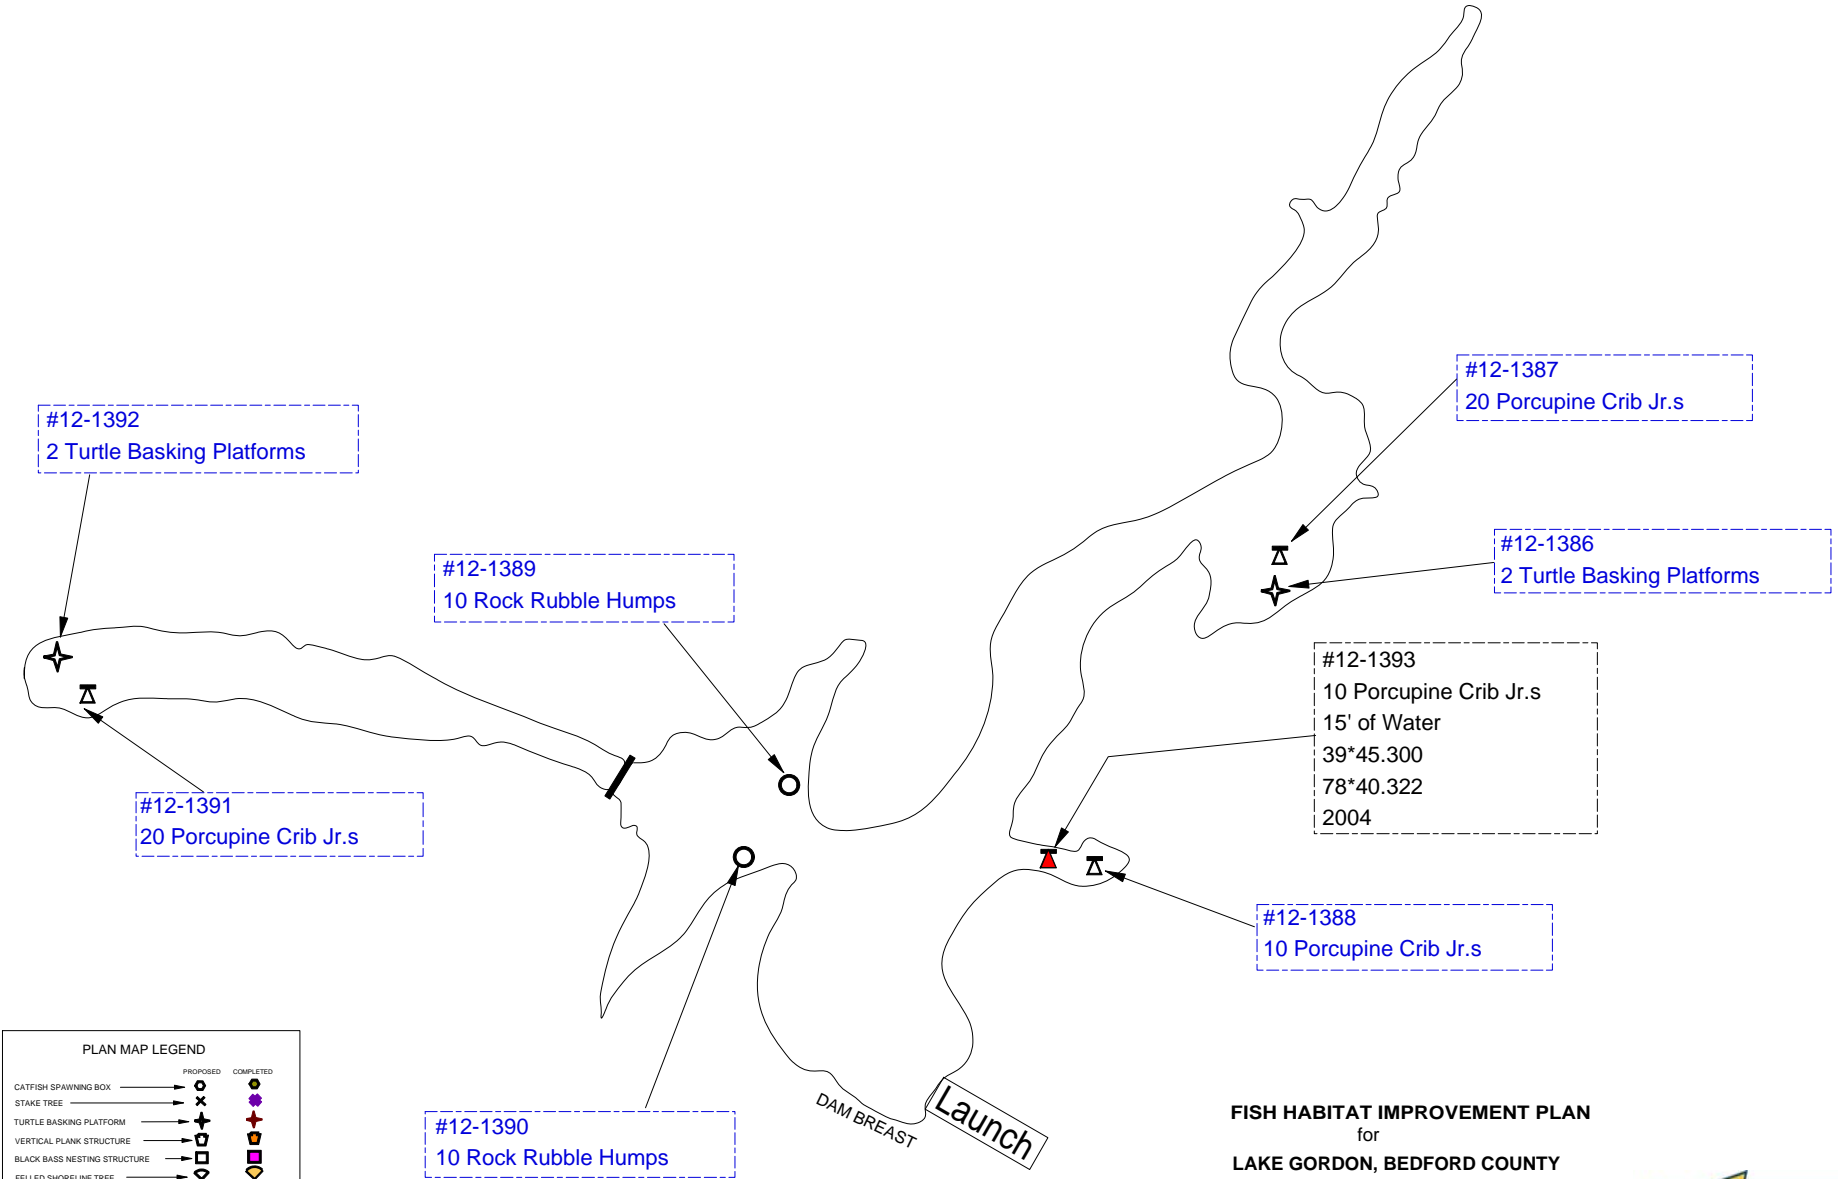 #12-1387
20 Porcupine Crib Jr.s
#12-1392
2 Turtle Basking Platforms
#12-1386
2 Turtle Basking Platforms
#12-1389
10 Rock Rubble Humps
#12-1393
10 Porcupine Crib Jr.s
15' of Water
39*45.300
78*40.322
2004
#12-1391
20 Porcupine Crib Jr.s
#12-1388
10 Porcupine Crib Jr.s
#12-1390
10 Rock Rubble Humps
DAM BREAST
Launch
PLAN MAP LEGEND
PROPOSED COMPLETED
CATFISH SPAWNING BOX
STAKE TREE
TURTLE BASKING PLATFORM
VERTICAL PLANK STRUCTURE
BLACK BASS NESTING STRUCTURE
FELLED SHORELINE TREE
FISH HABITAT IMPROVEMENT PLAN
for
LAKE GORDON, BEDFORD COUNTY